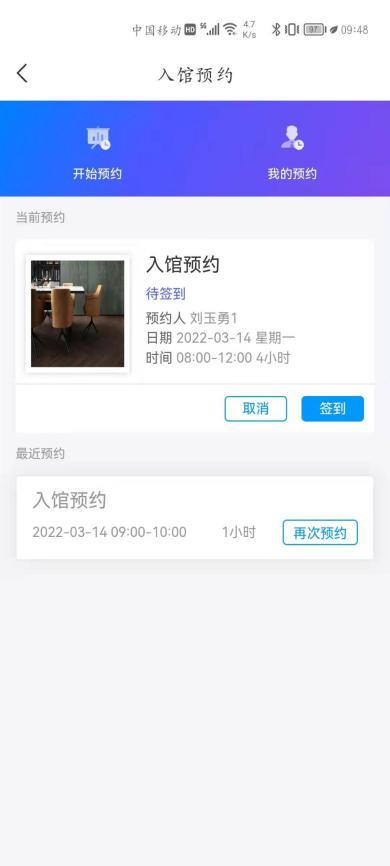 中国移动 HD 5G 4.7 K/s 97 09:48
入馆预约
开始预约 我的预约
当前预约
入馆预约
待签到
预约人 刘玉勇1
日期 2022-03-14 星期一
时间 08:00-12:00 4小时
取消 签到
最近预约
入馆预约
2022-03-14 09:00-10:00 1小时 再次预约